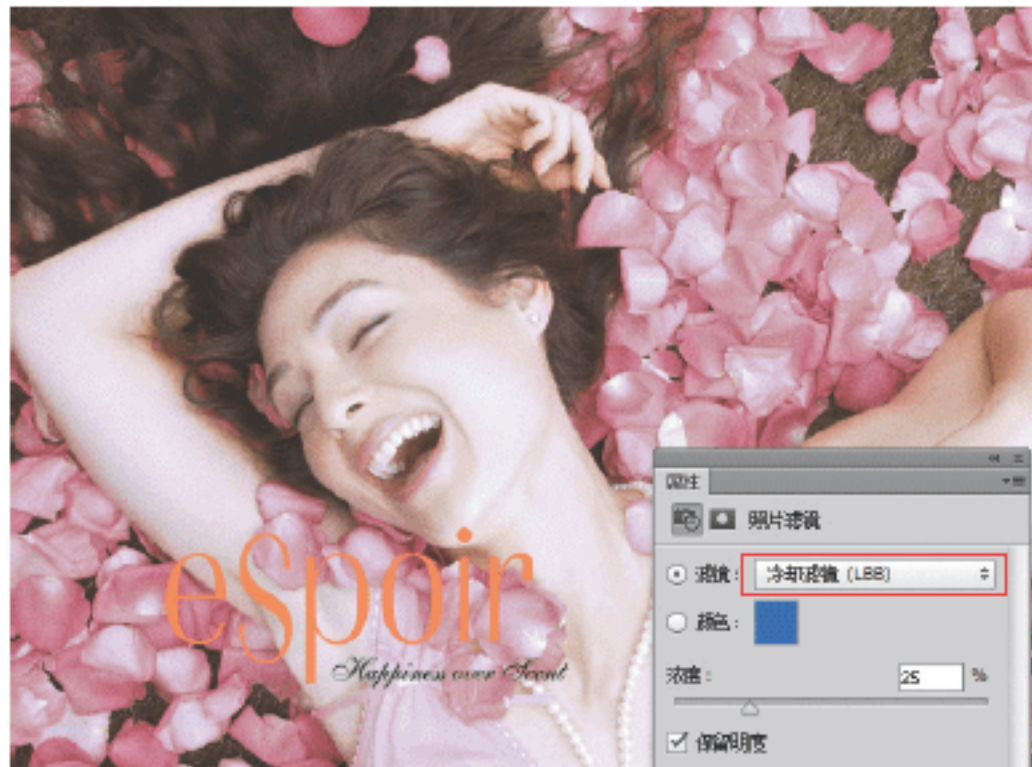 eSpoir
Happiness over Scent
属性
照片滤镜
滤镜： 冷却滤镜 (LBB)
颜色：
浓度： 25 %
保留明度